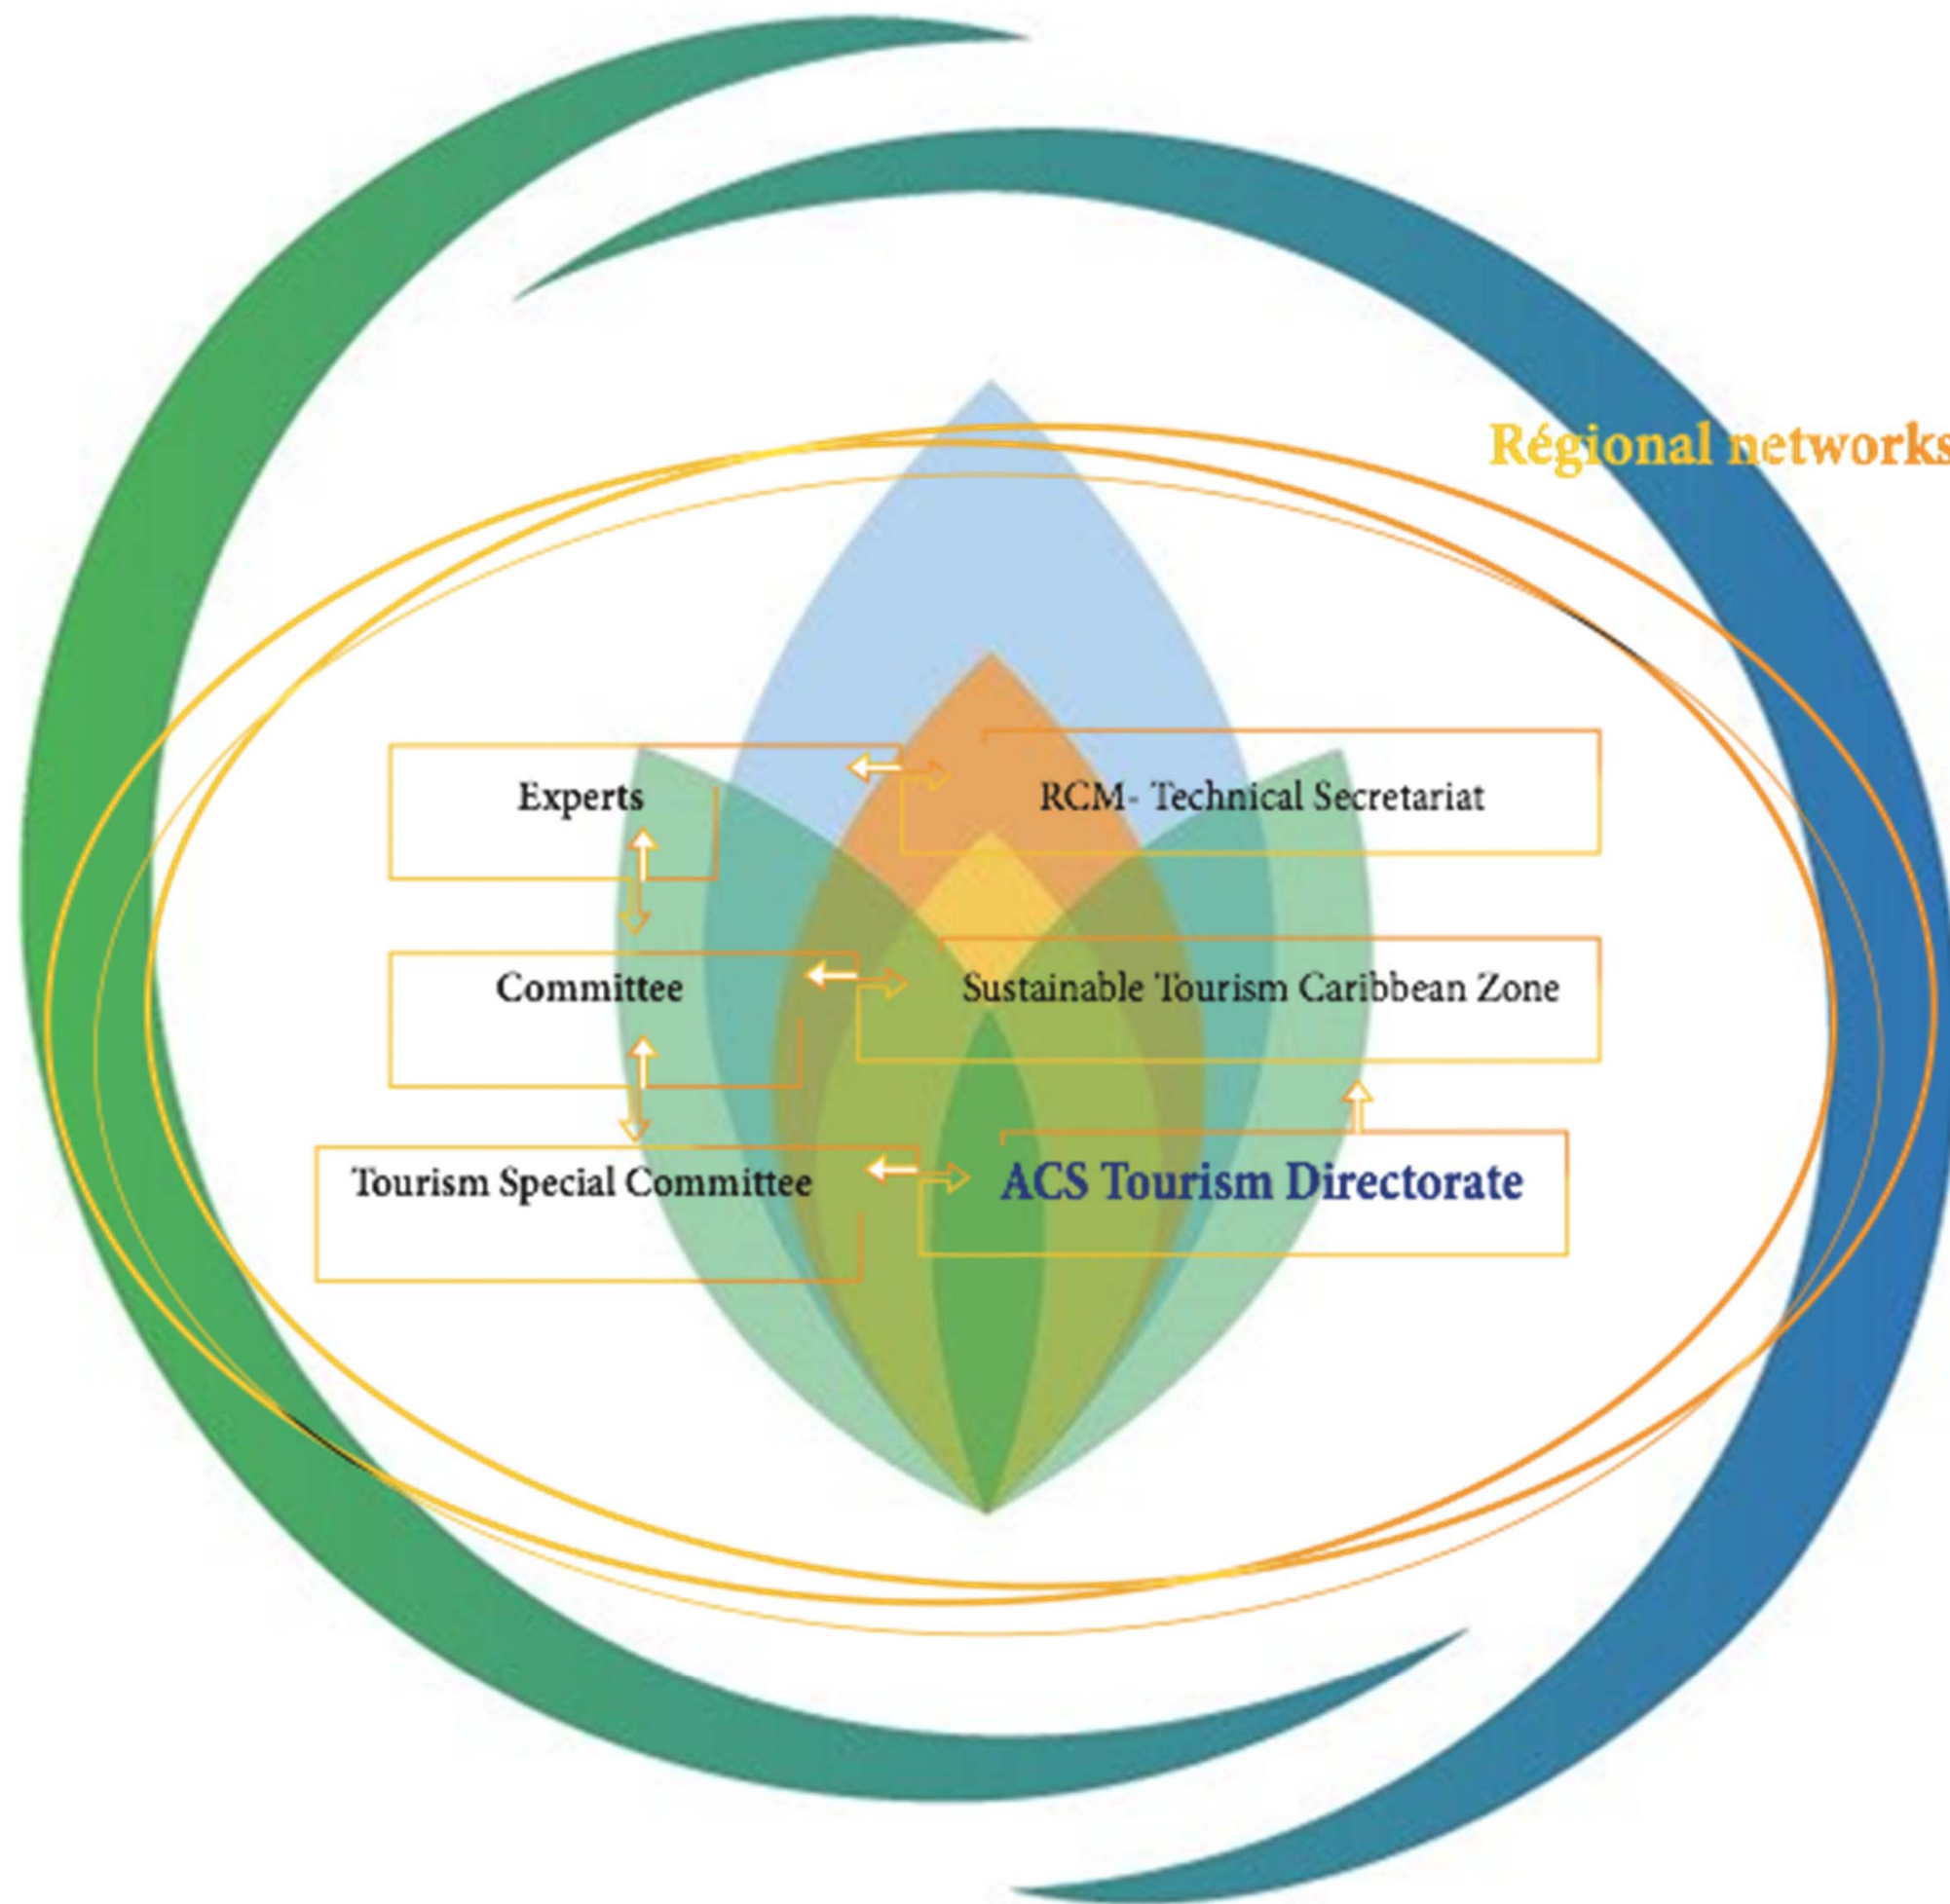 Régional networks
Experts
RCM- Technical Secretariat
Committee
Sustainable Tourism Caribbean Zone
Tourism Special Committee
ACS Tourism Directorate